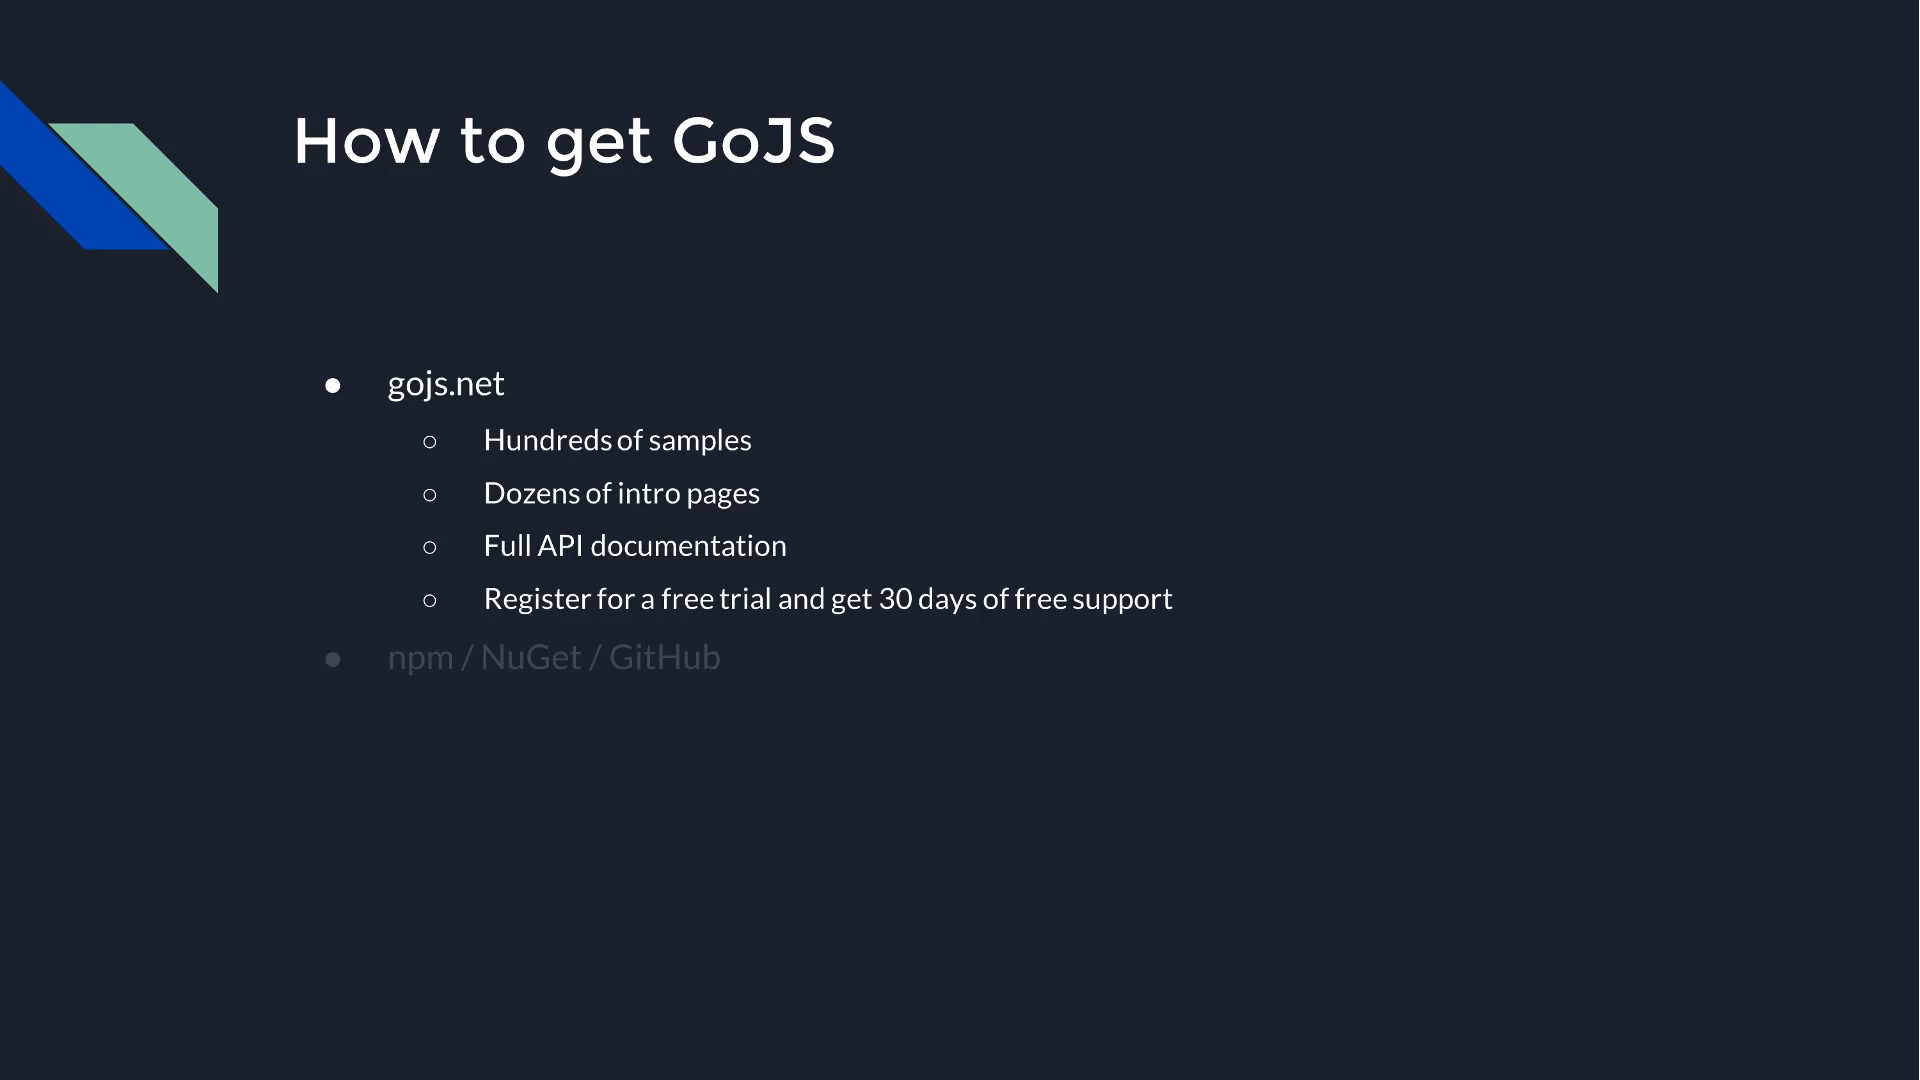 How to get GoJS
● gojs.net
○ Hundreds of samples
○ Dozens of intro pages
○ Full API documentation
○ Register for a free trial and get 30 days of free support
● npm / NuGet / GitHub